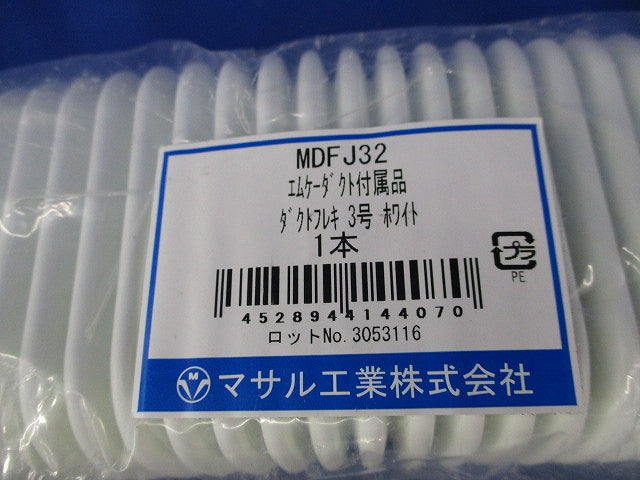 MDFJ32
エムケーダクト付属品
ダクトフレキ 3号 ホワイト
1本
プラ
PE
4528944144070
ロットNo.3053116
M
マサル工業株式会社